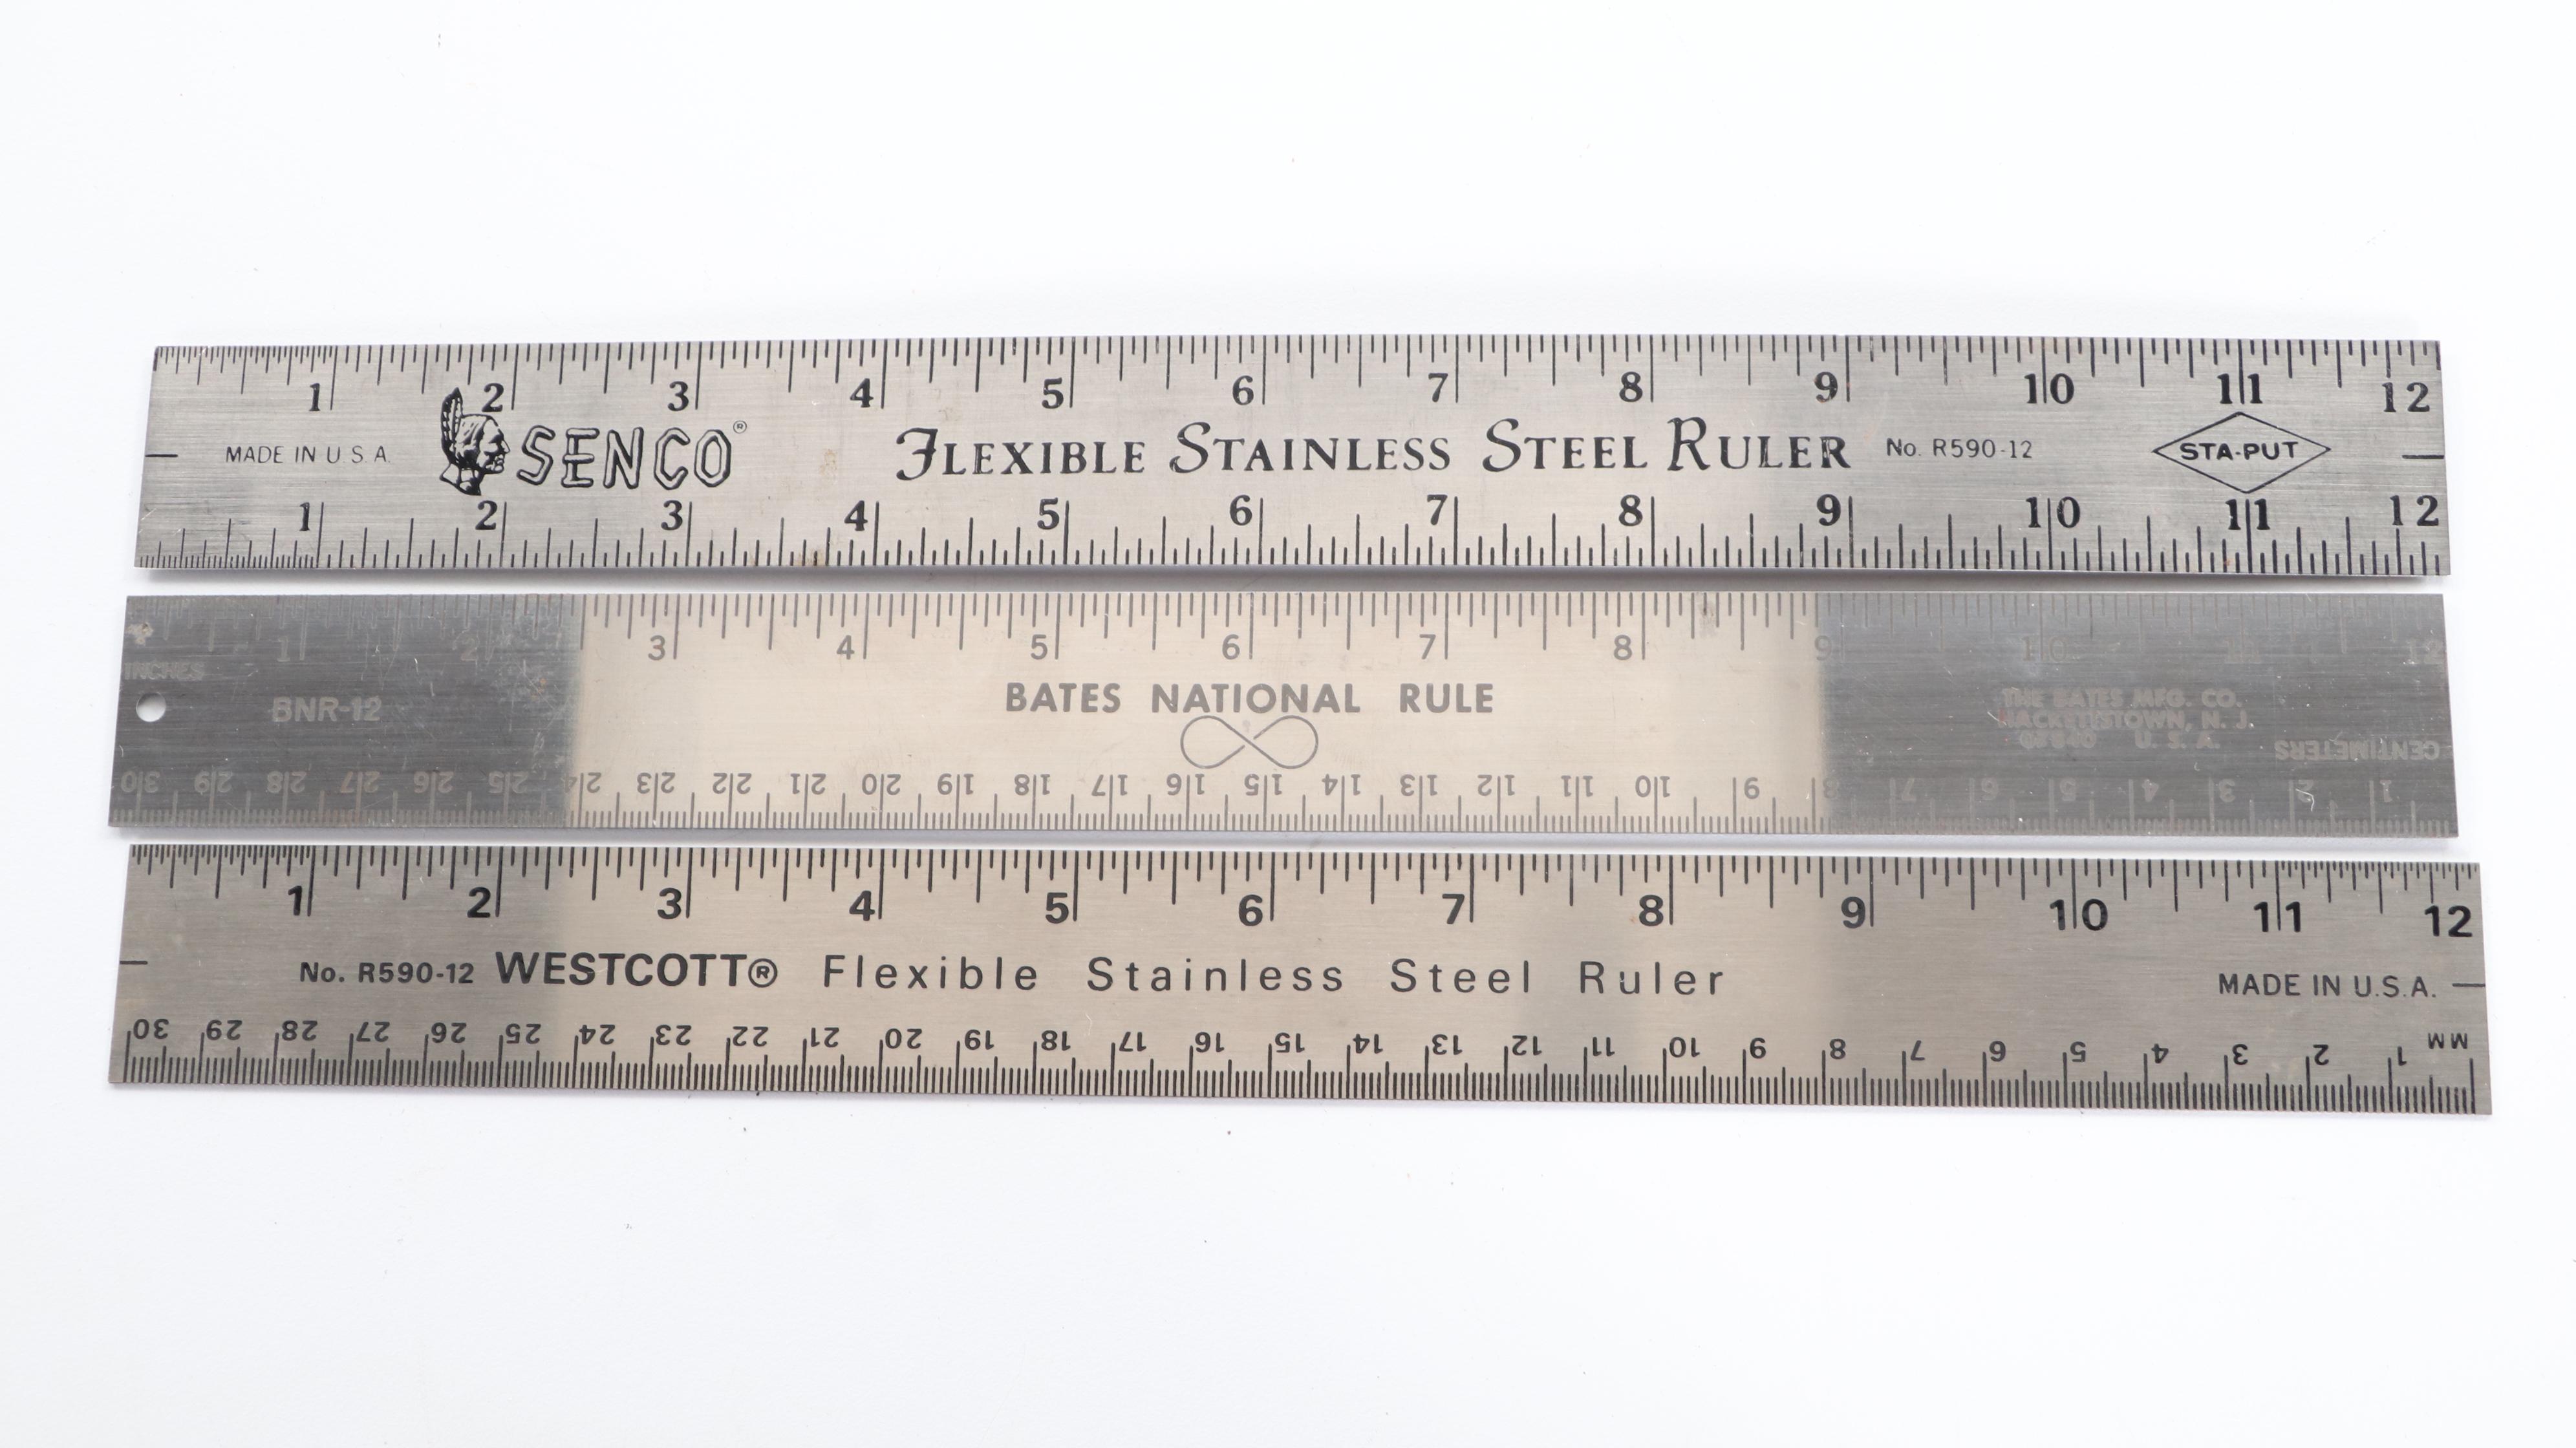 1 2 3 4 5 6 7 8 9 10 11 12
MADE IN U.S.A. SENCO® FLEXIBLE STAINLESS STEEL RULER No. R590-12 STA-PUT
1 2 3 4 5 6 7 8 9 10 11 12
1 2 3 4 5 6 7 8 9 10 11 12
INCHES
BNR-12 BATES NATIONAL RULE THE BATES MFG. CO.
HACKETTSTOWN, N. J.
U. S. A.
CENTIMETERS
30 29 28 27 26 25 24 23 22 21 20 19 18 17 16 15 14 13 12 11 10 9 8 7 6 5 4 3 2 1
1 2 3 4 5 6 7 8 9 10 11 12
No. R590-12 WESTCOTT® Flexible Stainless Steel Ruler MADE IN U.S.A.
30 29 28 27 26 25 24 23 22 21 20 19 18 17 16 15 14 13 12 11 10 9 8 7 6 5 4 3 2 1 MM